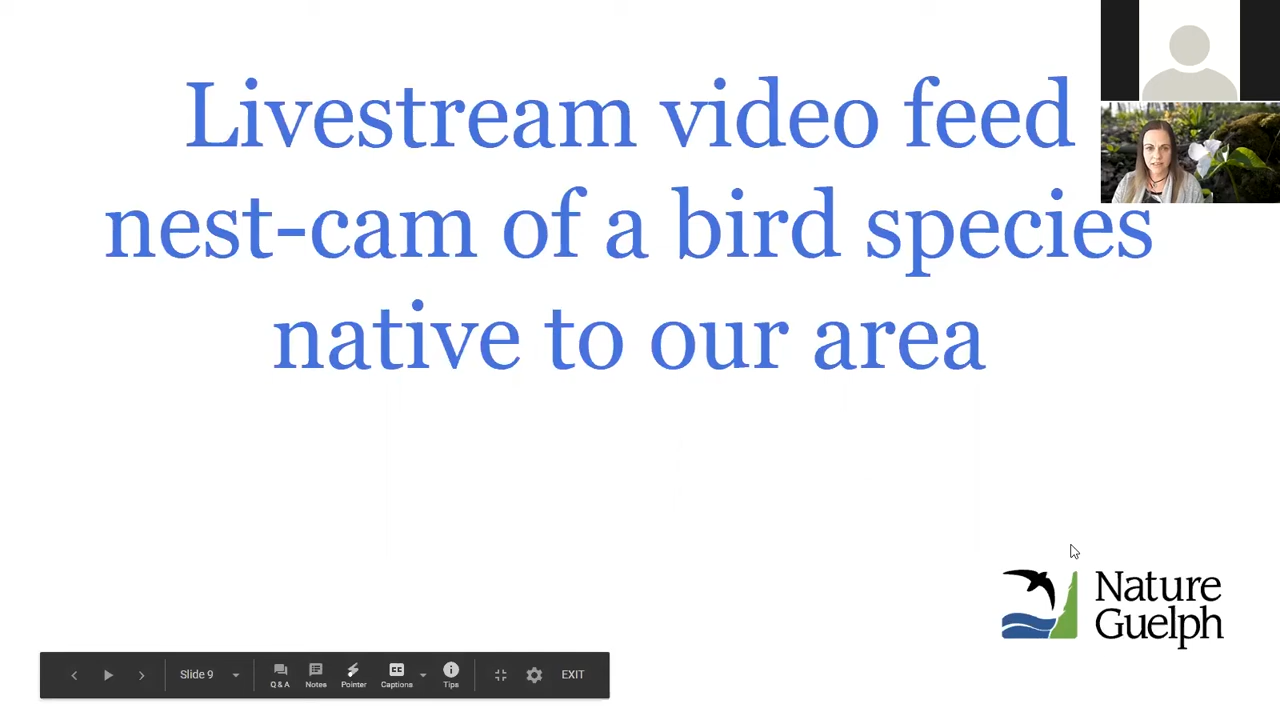 Livestream video feed
nest-cam of a bird species
native to our area
Nature
Guelph
Slide 9
Q & A
Notes
Pointer
CC
Captions
Tips
EXIT